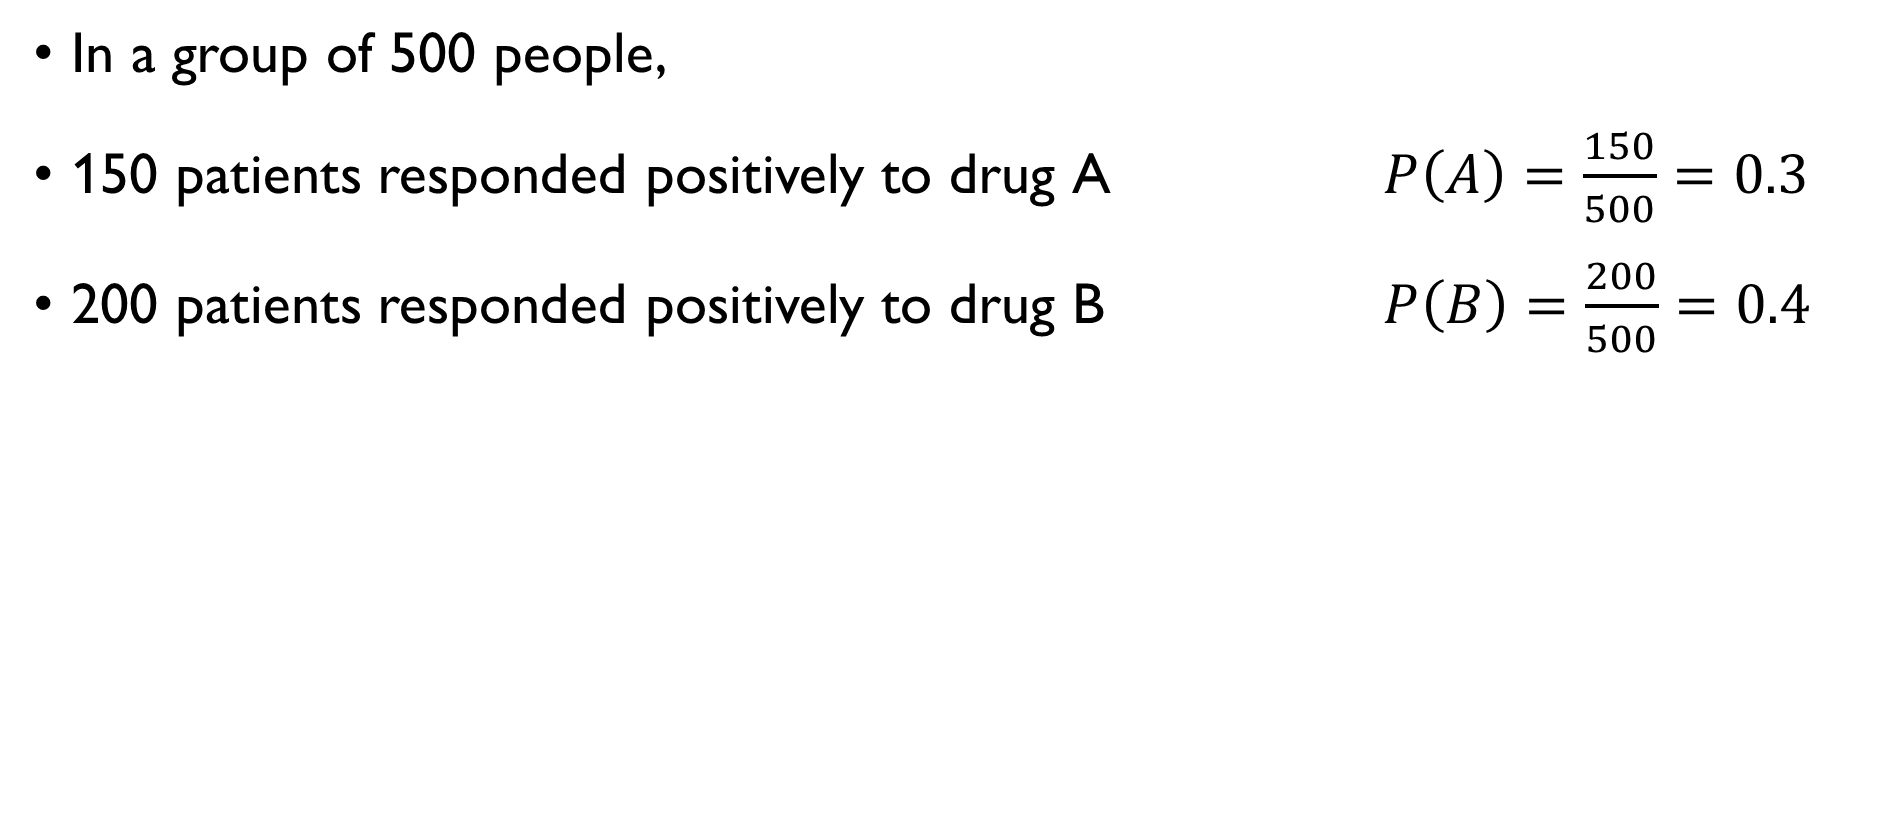 • In a group of 500 people,
• 150 patients responded positively to drug A P(A) = 150/500 = 0.3
• 200 patients responded positively to drug B P(B) = 200/500 = 0.4